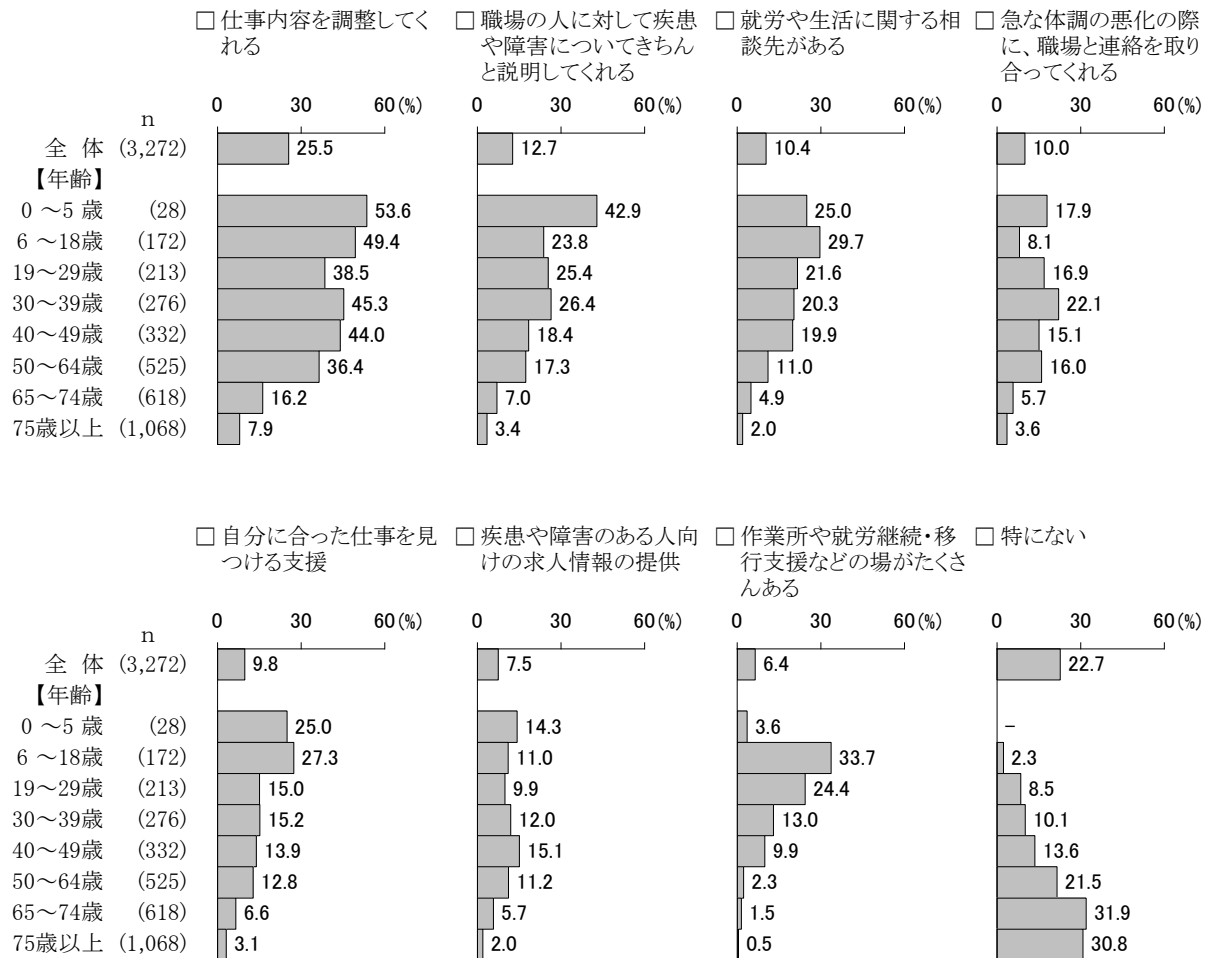 □ 仕事内容を調整してく
れる
□ 職場の人に対して疾患
や障害についてきちん
と説明してくれる
□ 就労や生活に関する相
談先がある
□ 急な体調の悪化の際
に、職場と連絡を取り
合ってくれる
0 30 60(%) 0 30 60(%) 0 30 60(%) 0 30 60(%)
n
全 体 (3,272) 25.5 12.7 10.4 10.0
【年齢】
0 ～5 歳 (28) 53.6 42.9 25.0 17.9
6 ～18歳 (172) 49.4 23.8 29.7 8.1
19～29歳 (213) 38.5 25.4 21.6 16.9
30～39歳 (276) 45.3 26.4 20.3 22.1
40～49歳 (332) 44.0 18.4 19.9 15.1
50～64歳 (525) 36.4 17.3 11.0 16.0
65～74歳 (618) 16.2 7.0 4.9 5.7
75歳以上 (1,068) 7.9 3.4 2.0 3.6
□ 自分に合った仕事を見
つける支援
□ 疾患や障害のある人向
けの求人情報の提供
□ 作業所や就労継続・移
行支援などの場がたくさ
んある
□ 特にない
0 30 60(%) 0 30 60(%) 0 30 60(%) 0 30 60(%)
n
全 体 (3,272) 9.8 7.5 6.4 22.7
【年齢】
0 ～5 歳 (28) 25.0 14.3 3.6 －
6 ～18歳 (172) 27.3 11.0 33.7 2.3
19～29歳 (213) 15.0 9.9 24.4 8.5
30～39歳 (276) 15.2 12.0 13.0 10.1
40～49歳 (332) 13.9 15.1 9.9 13.6
50～64歳 (525) 12.8 11.2 2.3 21.5
65～74歳 (618) 6.6 5.7 1.5 31.9
75歳以上 (1,068) 3.1 2.0 0.5 30.8